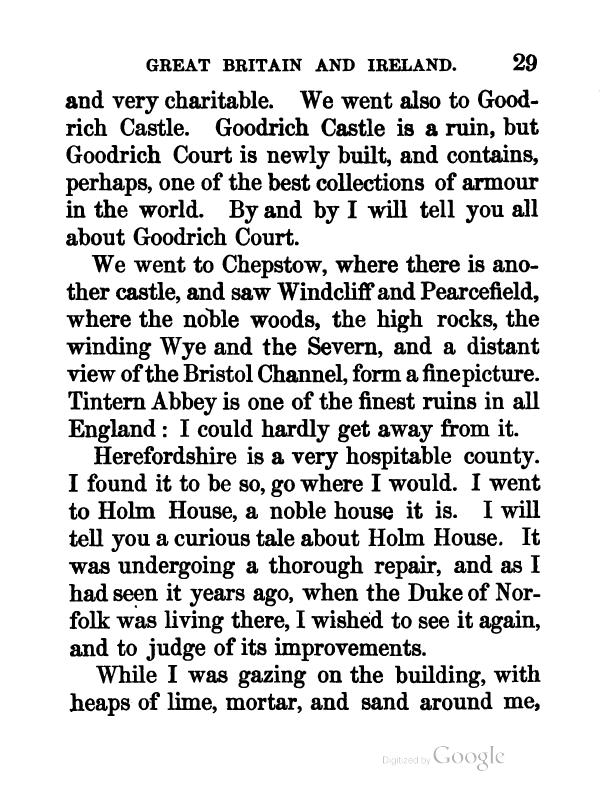 GREAT BRITAIN AND IRELAND. 29
and very charitable. We went also to Good-
rich Castle. Goodrich Castle is a ruin, but
Goodrich Court is newly built, and contains,
perhaps, one of the best collections of armour
in the world. By and by I will tell you all
about Goodrich Court.
We went to Chepstow, where there is ano-
ther castle, and saw Windcliff and Pearcefield,
where the noble woods, the high rocks, the
winding Wye and the Severn, and a distant
view of the Bristol Channel, form a fine picture.
Tintern Abbey is one of the finest ruins in all
England : I could hardly get away from it.
Herefordshire is a very hospitable county.
I found it to be so, go where I would. I went
to Holm House, a noble house it is. I will
tell you a curious tale about Holm House. It
was undergoing a thorough repair, and as I
had seen it years ago, when the Duke of Nor-
folk was living there, I wished to see it again,
and to judge of its improvements.
While I was gazing on the building, with
heaps of lime, mortar, and sand around me,
Digitized by Google